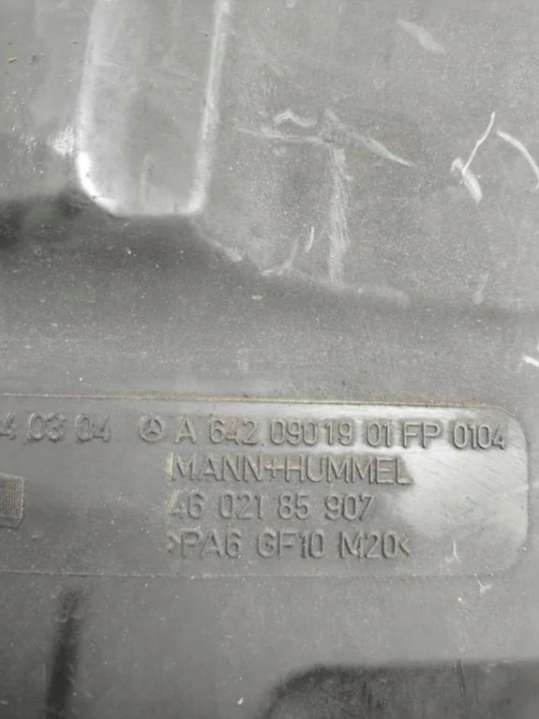 4 03 04 A 642 090 19 01 FP 0104
MANN+HUMMEL
46 021 85 907
>PA6 GF10 M20<